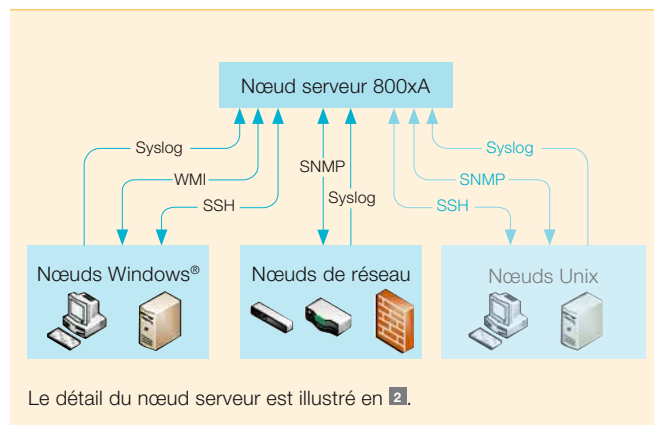 Nœud serveur 800xA
Syslog
WMI
SSH
SNMP
Syslog
Syslog
SNMP
SSH
Nœuds Windows®
Nœuds de réseau
Nœuds Unix
Le détail du nœud serveur est illustré en 2.